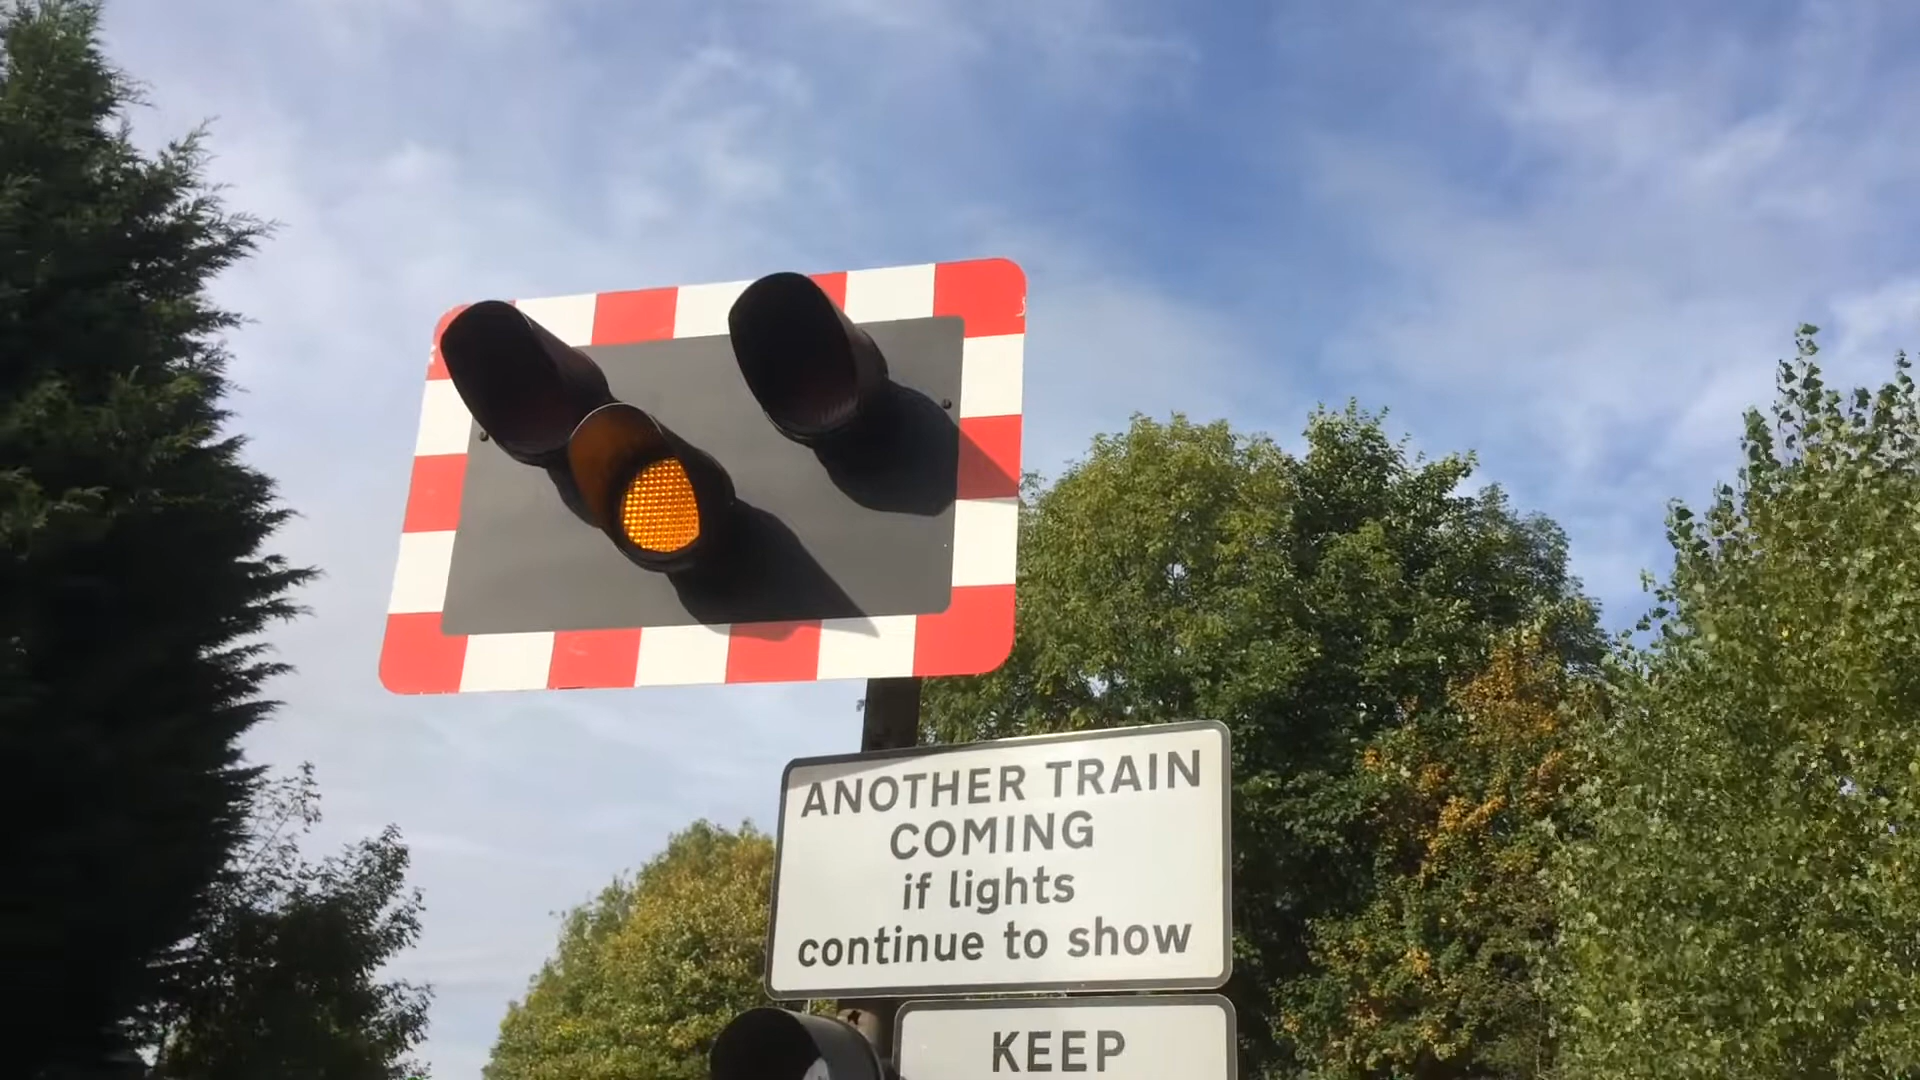 ANOTHER TRAIN
COMING
if lights
continue to show
KEEP